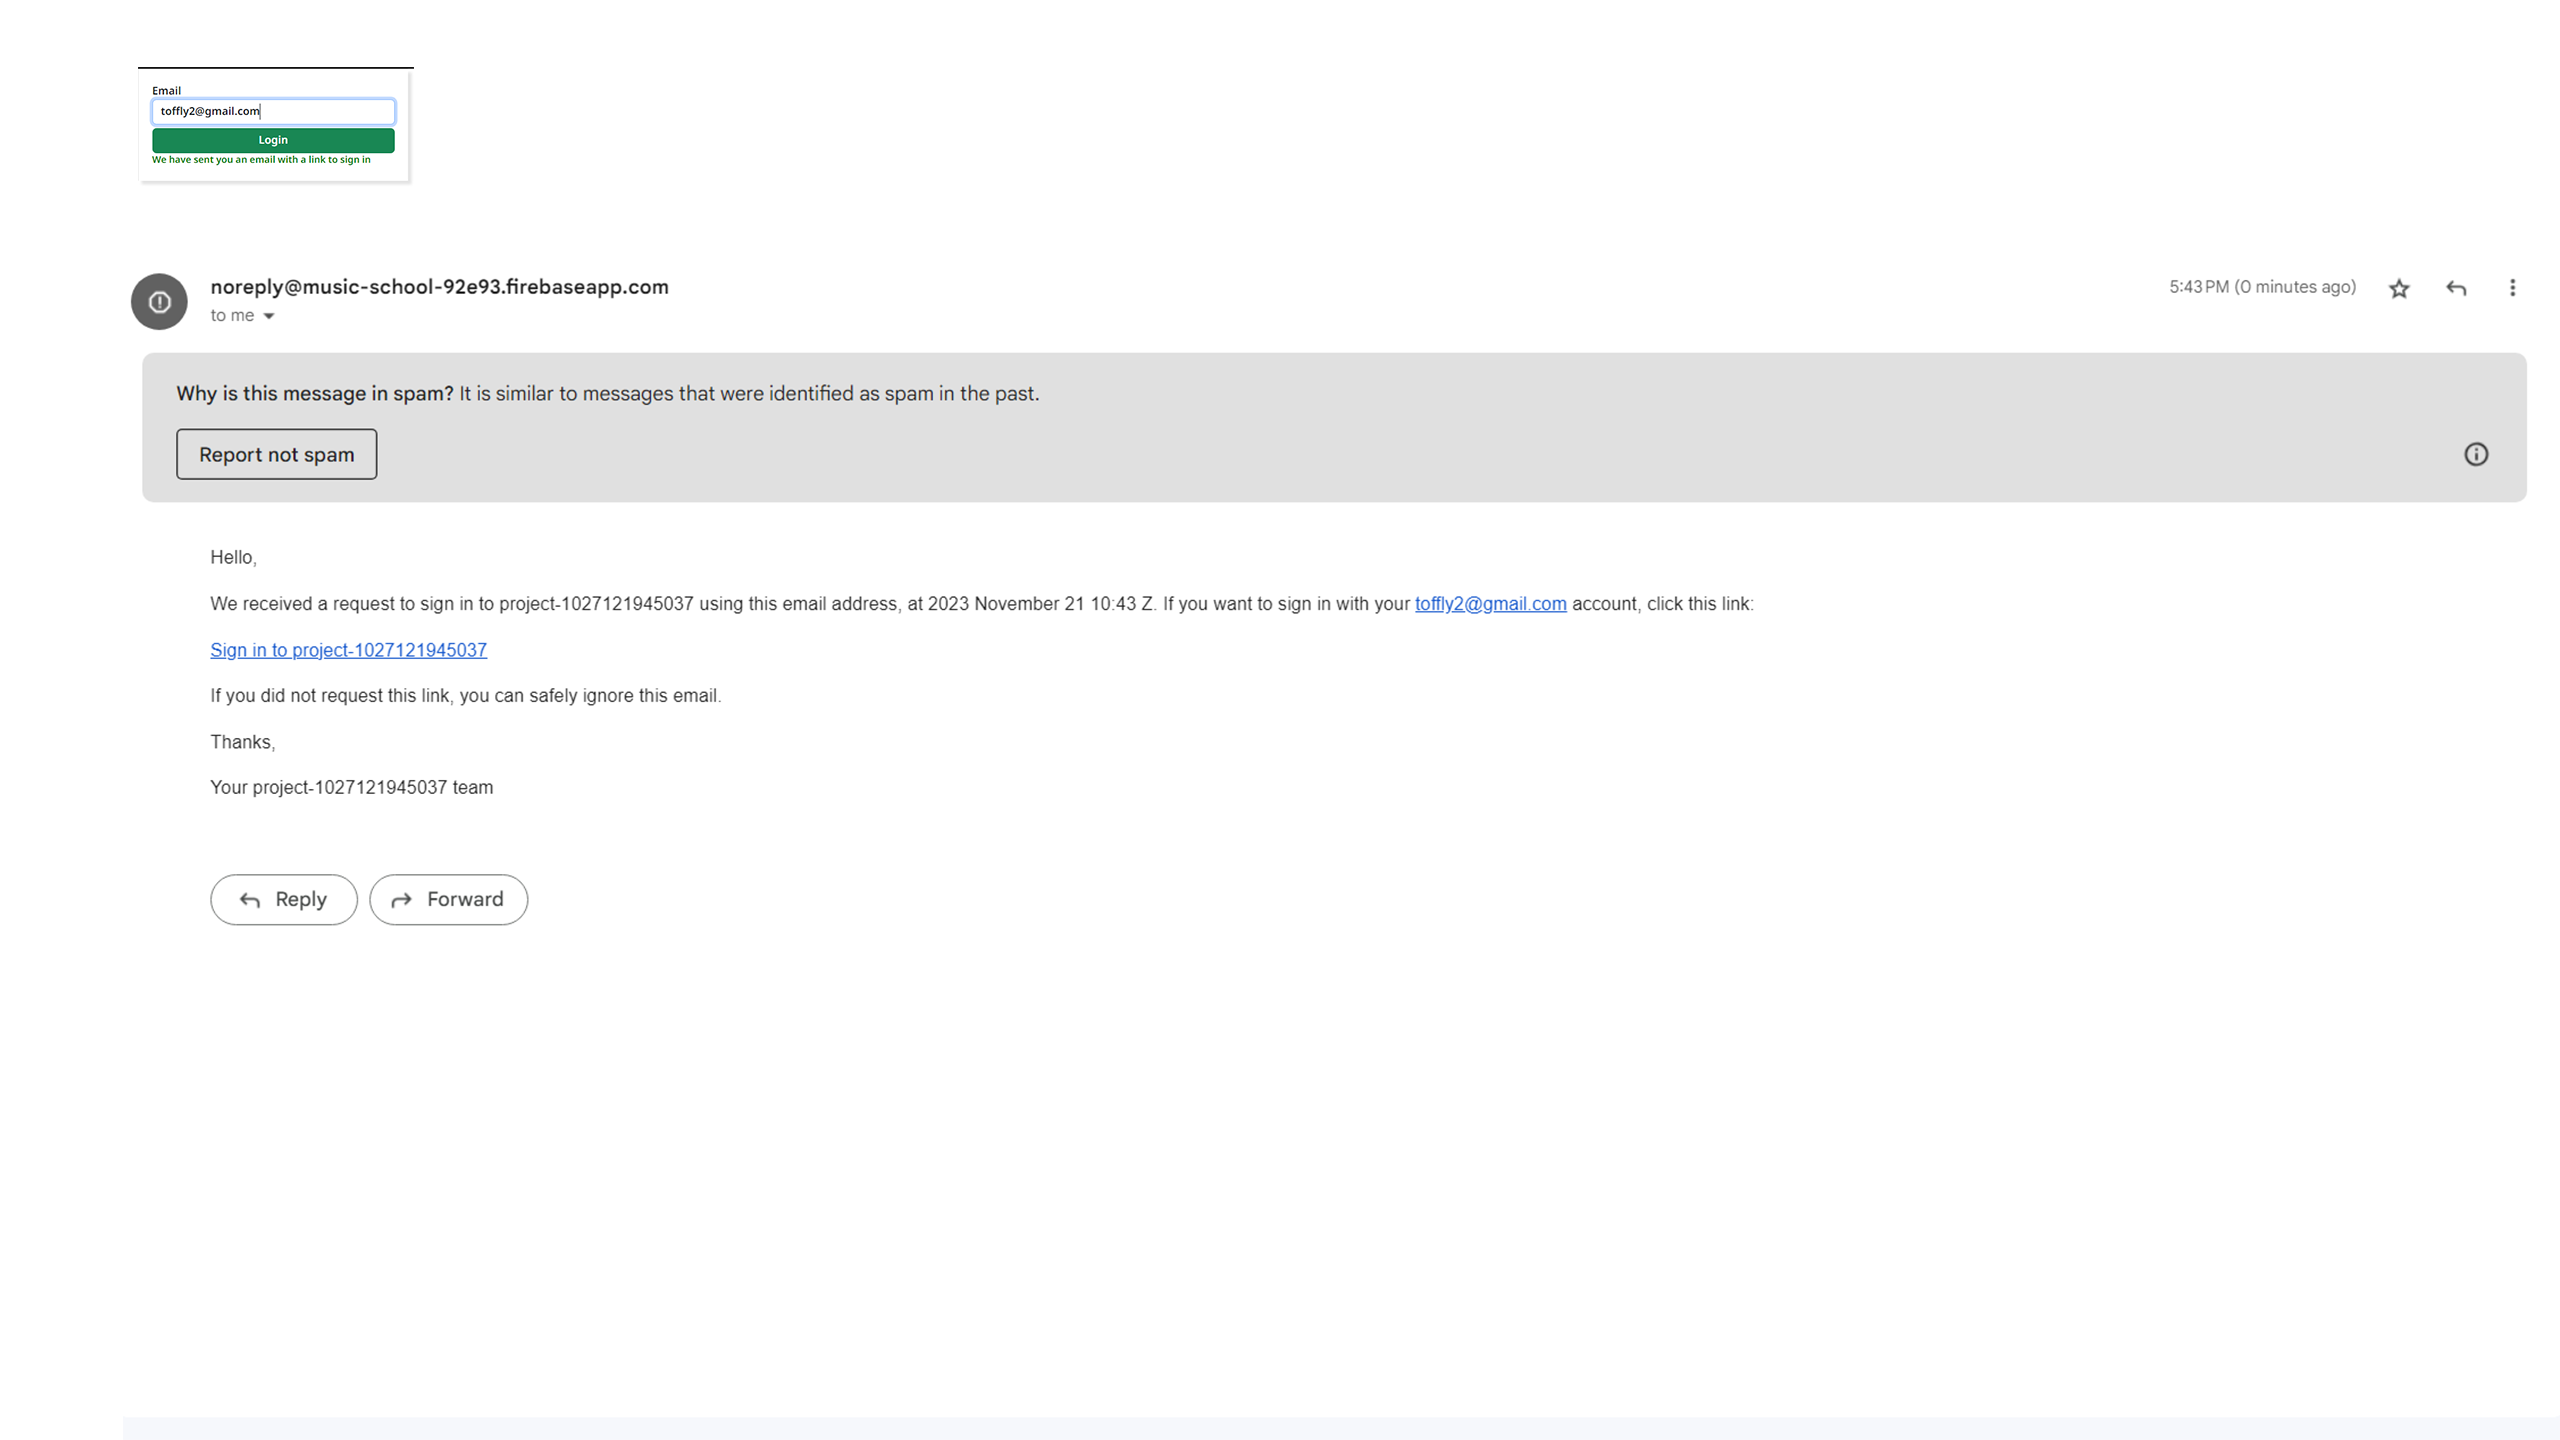 Email
toffly2@gmail.com
Login
We have sent you an email with a link to sign in
noreply@music-school-92e93.firebaseapp.com
5:43 PM (0 minutes ago)
to me
Why is this message in spam? It is similar to messages that were identified as spam in the past.
Report not spam
Hello,
We received a request to sign in to project-1027121945037 using this email address, at 2023 November 21 10:43 Z. If you want to sign in with your toffly2@gmail.com account, click this link:
Sign in to project-1027121945037
If you did not request this link, you can safely ignore this email.
Thanks,
Your project-1027121945037 team
Reply
Forward